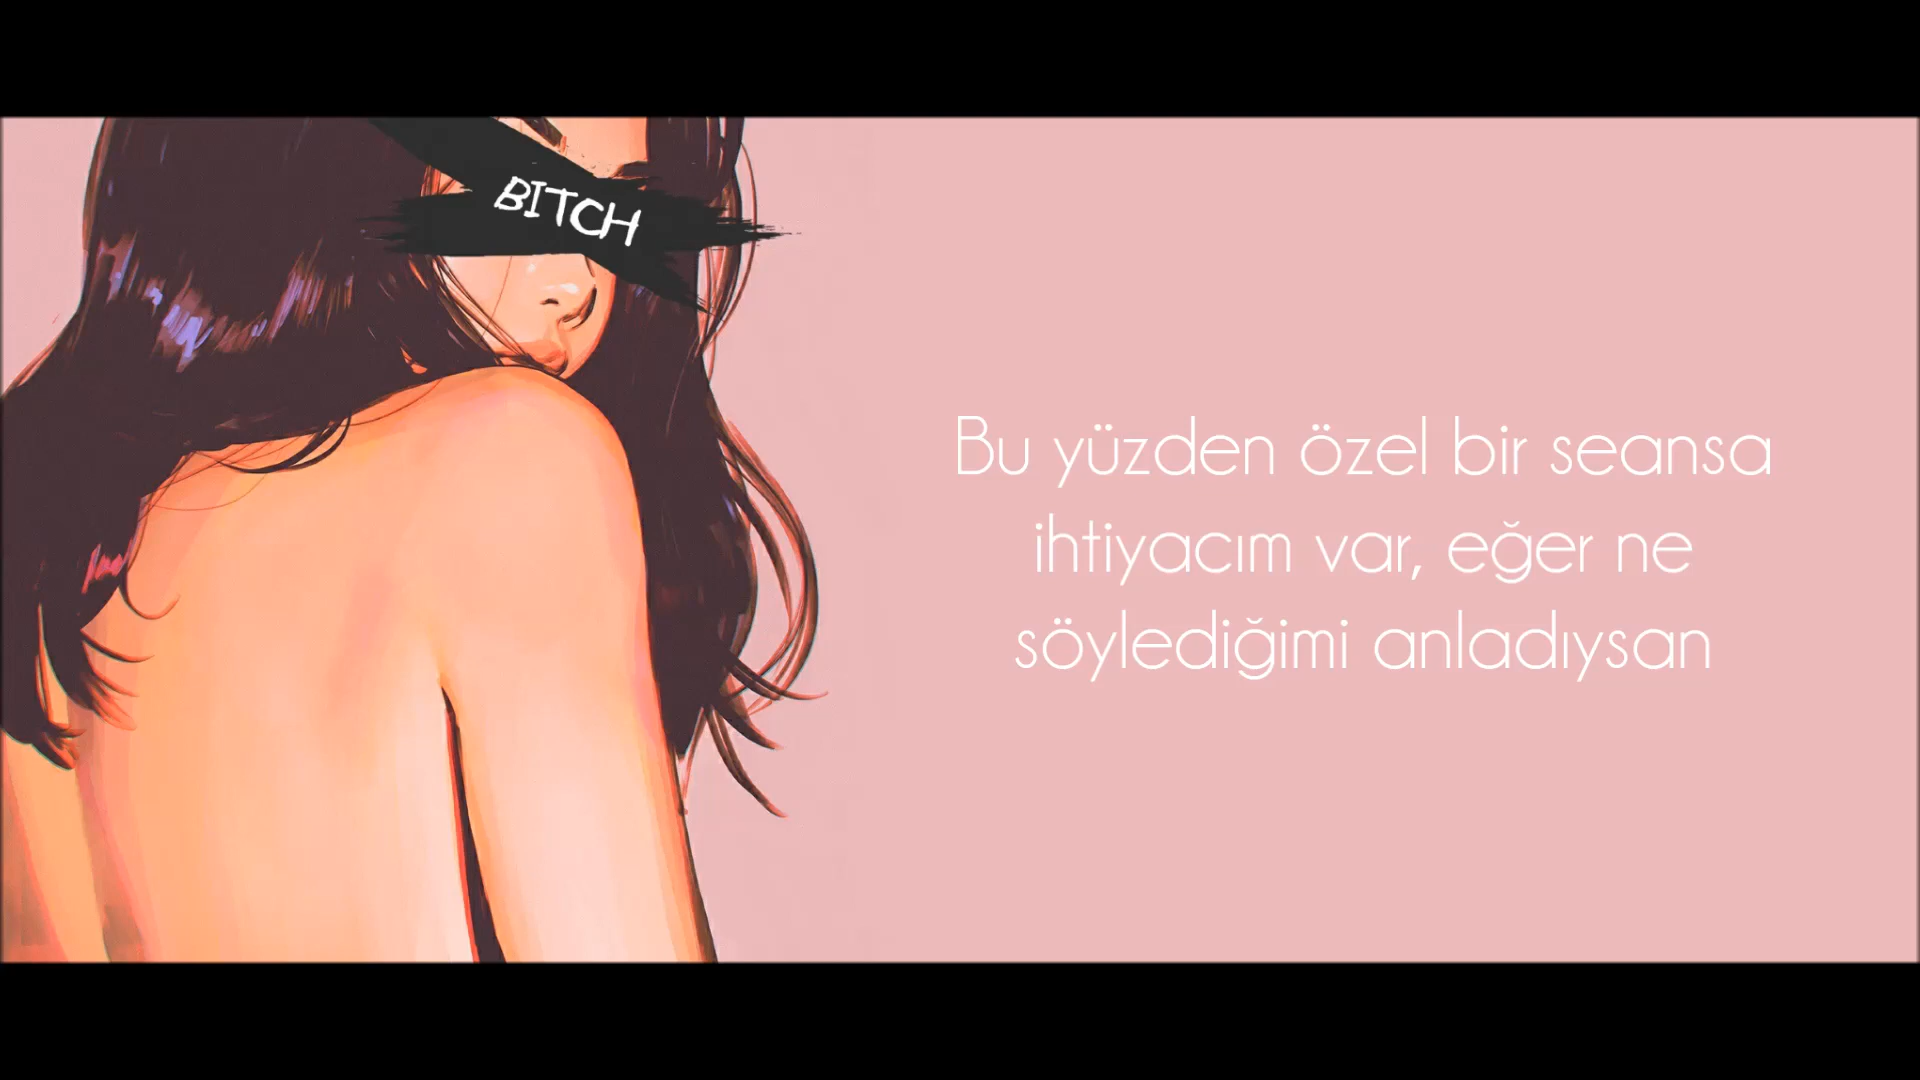 BITCH
Bu yüzden özel bir seansa
ihtiyacım var, eğer ne
söylediğimi anladıysan